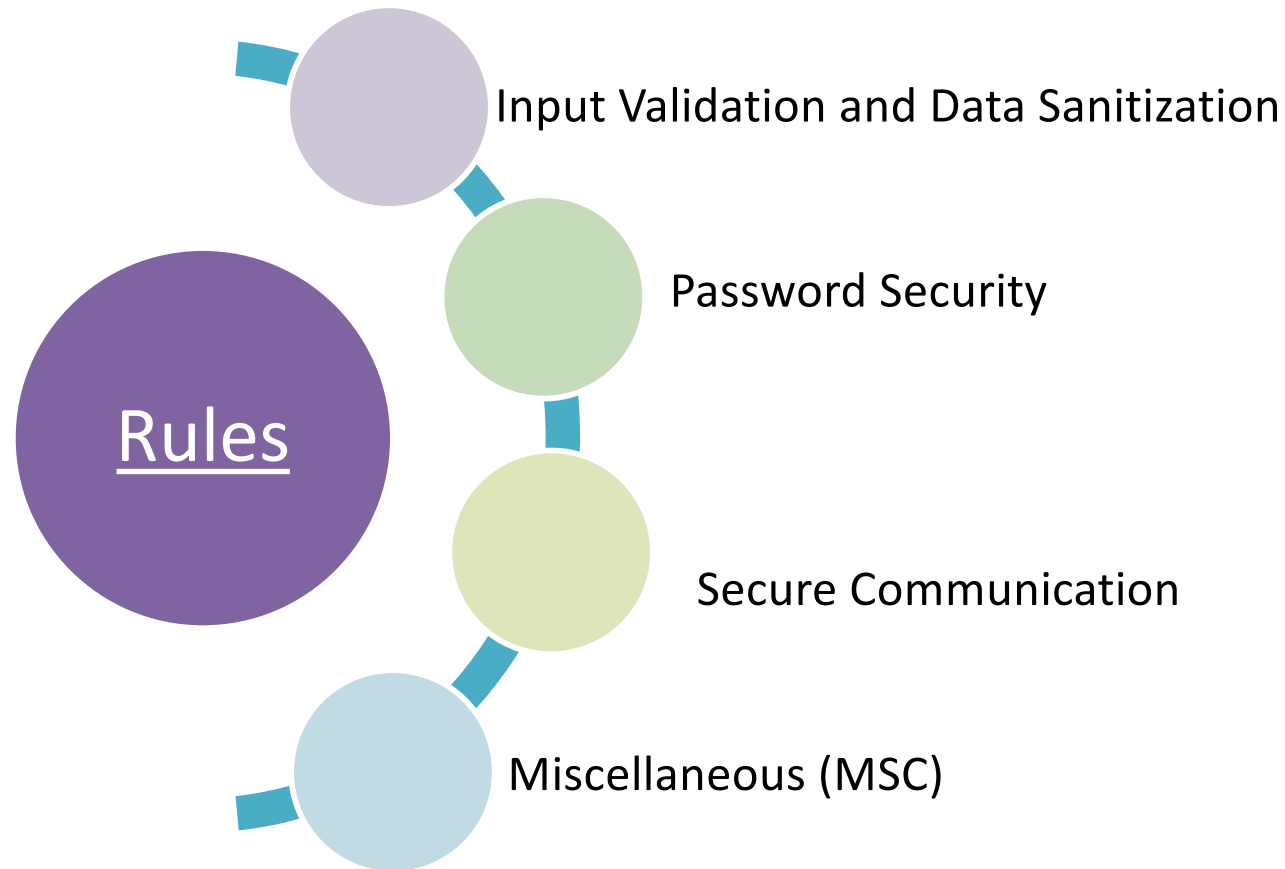 Input Validation and Data Sanitization
Password Security
Rules
Secure Communication
Miscellaneous (MSC)